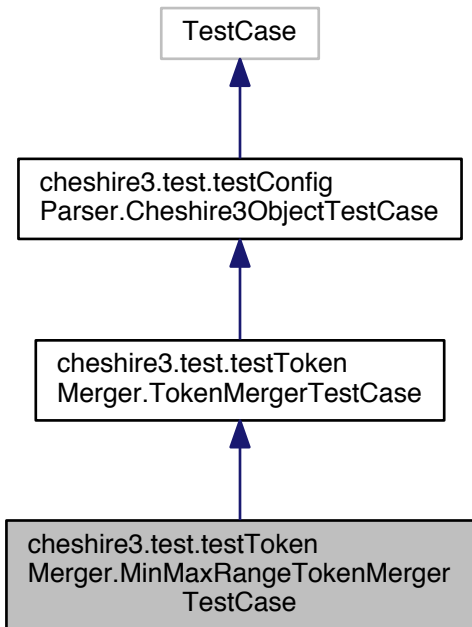 TestCase
cheshire3.test.testConfig
Parser.Cheshire3ObjectTestCase
cheshire3.test.testToken
Merger.TokenMergerTestCase
cheshire3.test.testToken
Merger.MinMaxRangeTokenMerger
TestCase